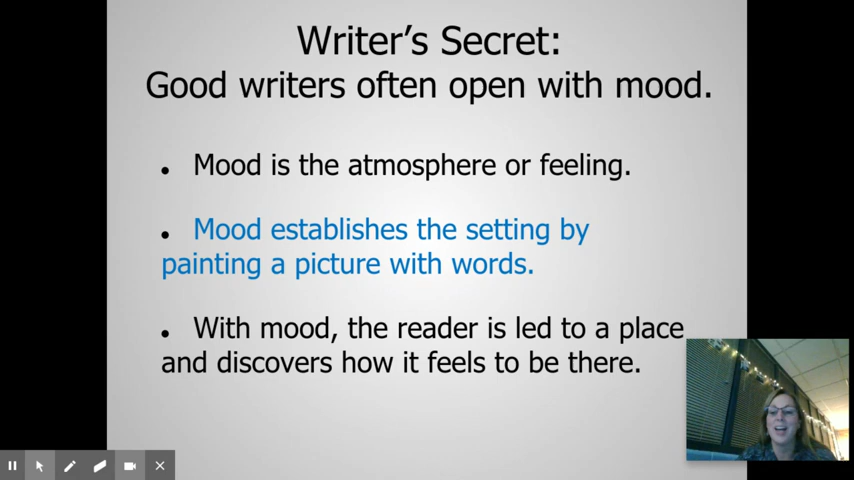 Writer's Secret:
Good writers often open with mood.
• Mood is the atmosphere or feeling.
• Mood establishes the setting by
painting a picture with words.
• With mood, the reader is led to a place
and discovers how it feels to be there.